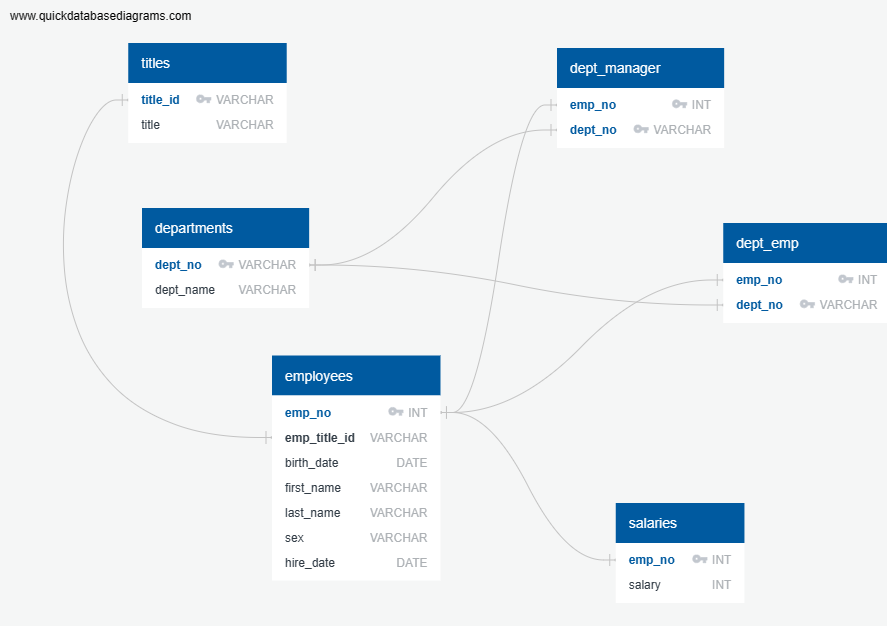 www.quickdatabasediagrams.com
titles
title_id VARCHAR
title VARCHAR
dept_manager
emp_no INT
dept_no VARCHAR
departments
dept_no VARCHAR
dept_name VARCHAR
dept_emp
emp_no INT
dept_no VARCHAR
employees
emp_no INT
emp_title_id VARCHAR
birth_date DATE
first_name VARCHAR
last_name VARCHAR
sex VARCHAR
hire_date DATE
salaries
emp_no INT
salary INT